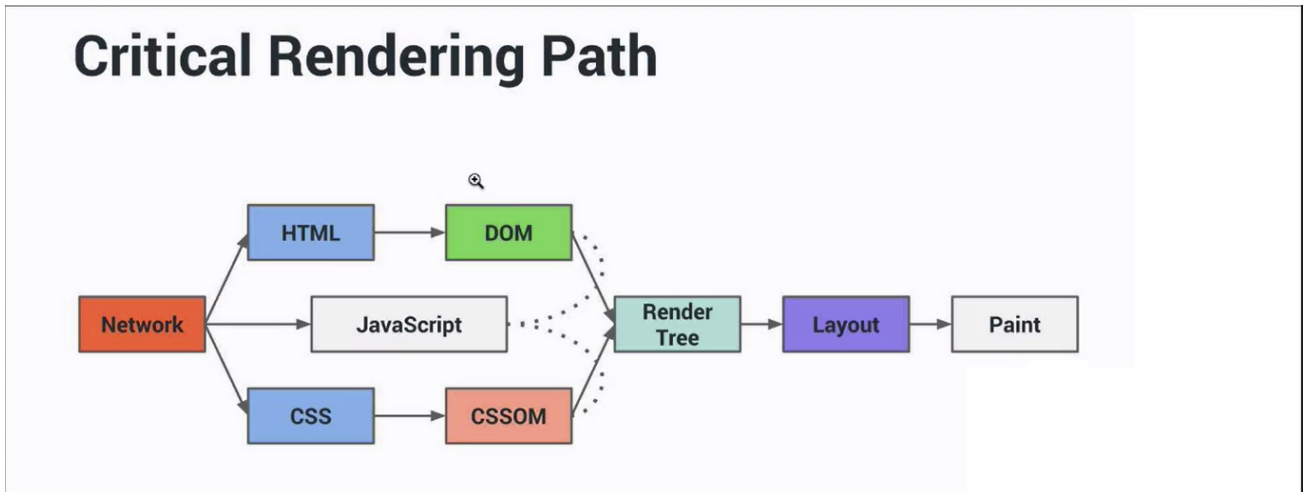 Critical Rendering Path
HTML
DOM
Network
JavaScript
Render
Tree
Layout
Paint
CSS
CSSOM